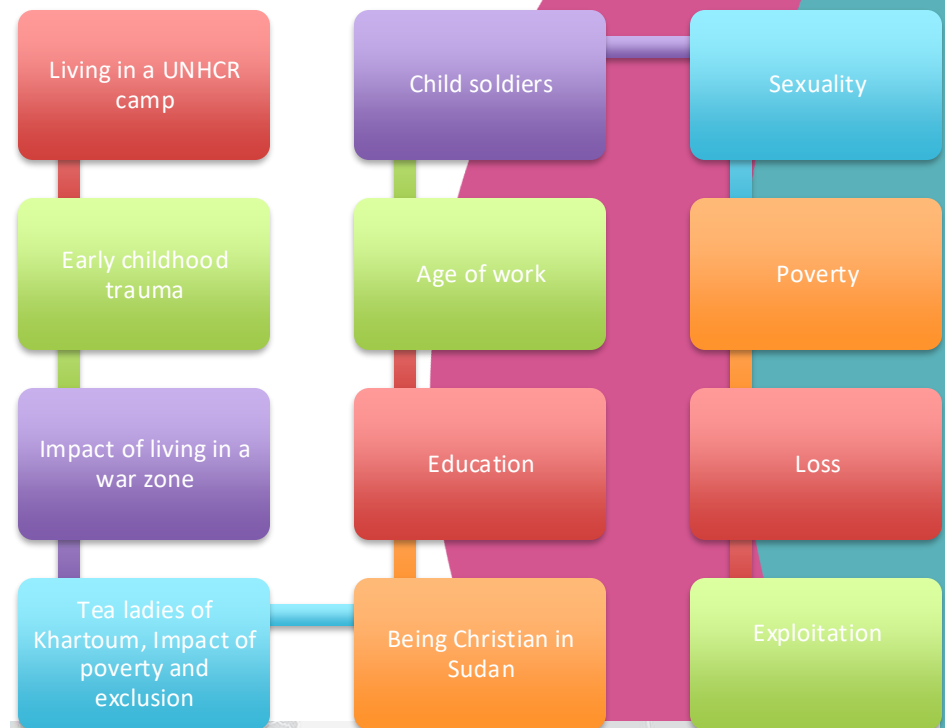 Living in a UNHCR
camp
Early childhood
trauma
Impact of living in a
war zone
Tea ladies of
Khartoum, Impact of
poverty and
exclusion
Being Christian in
Sudan
Education
Age of work
Child soldiers
Sexuality
Poverty
Loss
Exploitation